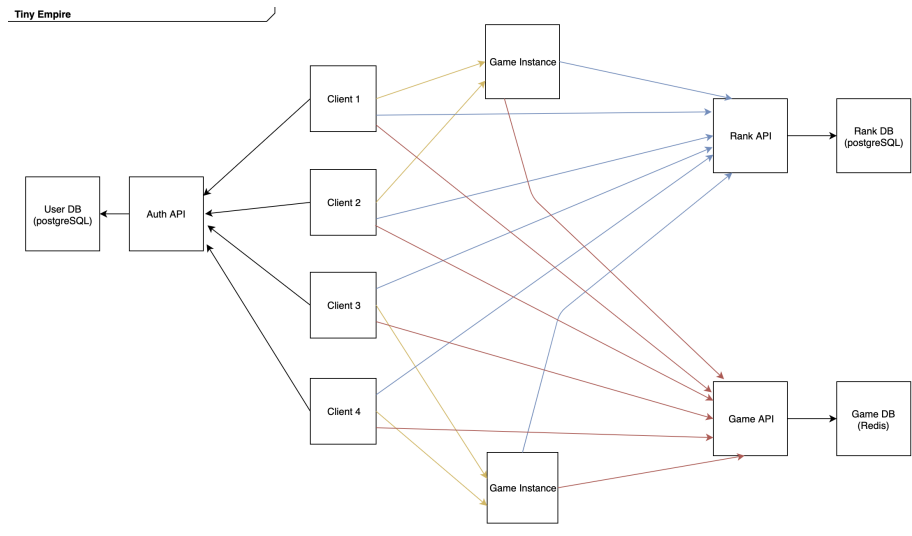 Tiny Empire
Game Instance
Client 1
Rank API
Rank DB
(postgreSQL)
Client 2
User DB
(postgreSQL)
Auth API
Client 3
Client 4
Game API
Game DB
(Redis)
Game Instance